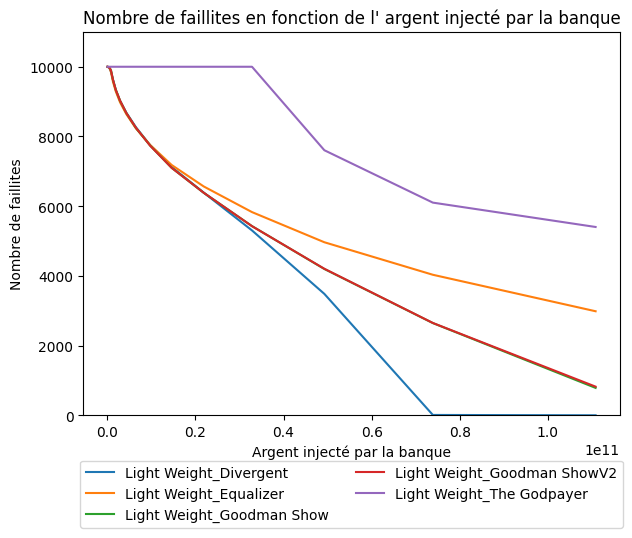 Nombre de faillites en fonction de l' argent injecté par la banque
Nombre de faillites
10000
8000
6000
4000
2000
0
0.0
0.2
0.4
0.6
0.8
1.0
1e11
Argent injecté par la banque
Light Weight_Divergent
Light Weight_Equalizer
Light Weight_Goodman Show
Light Weight_Goodman ShowV2
Light Weight_The Godpayer